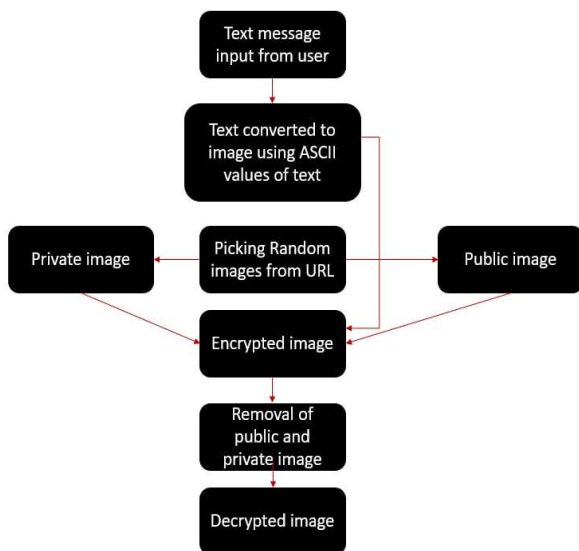 Text message
input from user
Text converted to
image using ASCII
values of text
Private image
Picking Random
images from URL
Public image
Encrypted image
Removal of
public and
private image
Decrypted image